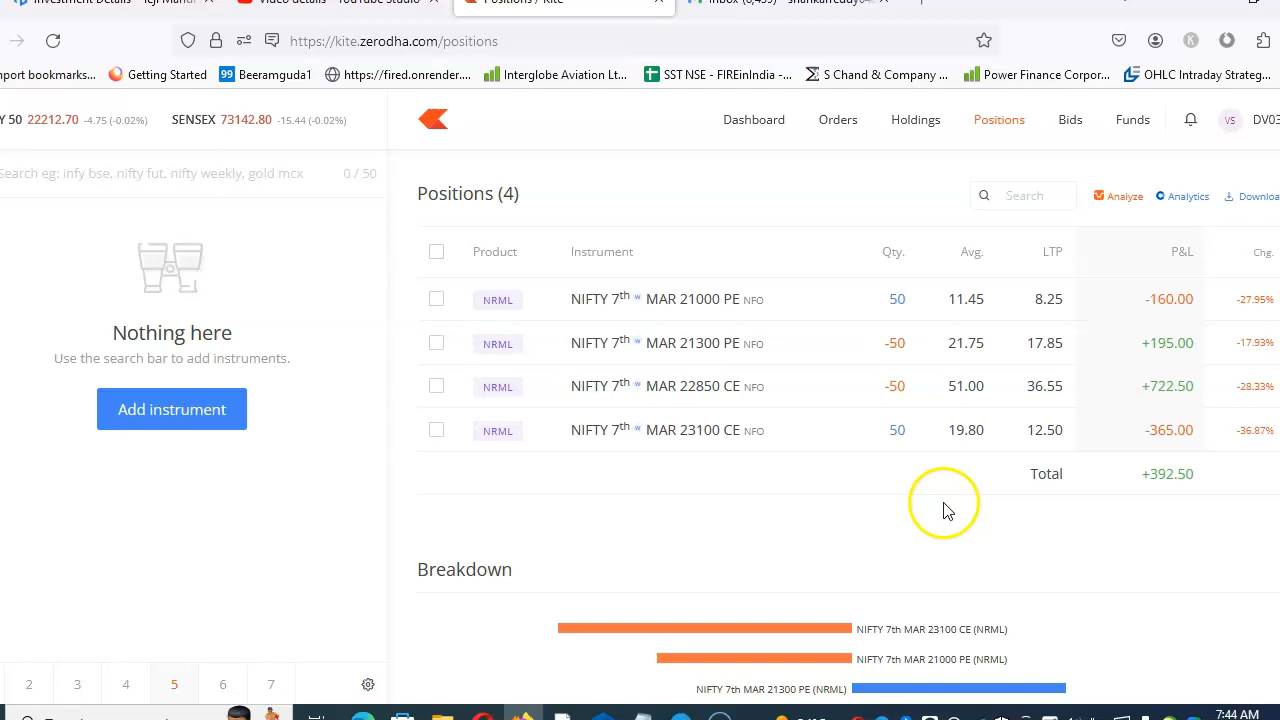 Positions / Kite
https://kite.zerodha.com/positions
mport bookmarks...
Getting Started
99 Beeramguda1
https://fired.onrender....
Interglobe Aviation Lt...
SST NSE - FIREinIndia -...
S Chand & Company ...
Power Finance Corpor...
OHLC Intraday Strateg...
Y 50 22212.70 -4.75 (-0.02%) SENSEX 73142.80 -15.44 (-0.02%)
Dashboard Orders Holdings Positions Bids Funds VS DV03
Search eg: infy bse, nifty fut, nifty weekly, gold mcx 0 / 50
Nothing here
Use the search bar to add instruments.
Add instrument
2 3 4 5 6 7
Positions (4) Search Analyze Analytics Downloa
Product Instrument Qty. Avg. LTP P&L Chg.
NRML NIFTY 7th w MAR 21000 PE NFO 50 11.45 8.25 -160.00 -27.95%
NRML NIFTY 7th w MAR 21300 PE NFO -50 21.75 17.85 +195.00 -17.93%
NRML NIFTY 7th w MAR 22850 CE NFO -50 51.00 36.55 +722.50 -28.33%
NRML NIFTY 7th w MAR 23100 CE NFO 50 19.80 12.50 -365.00 -36.87%
Total +392.50
Breakdown
NIFTY 7th MAR 23100 CE (NRML)
NIFTY 7th MAR 21000 PE (NRML)
NIFTY 7th MAR 21300 PE (NRML)
7:44 AM